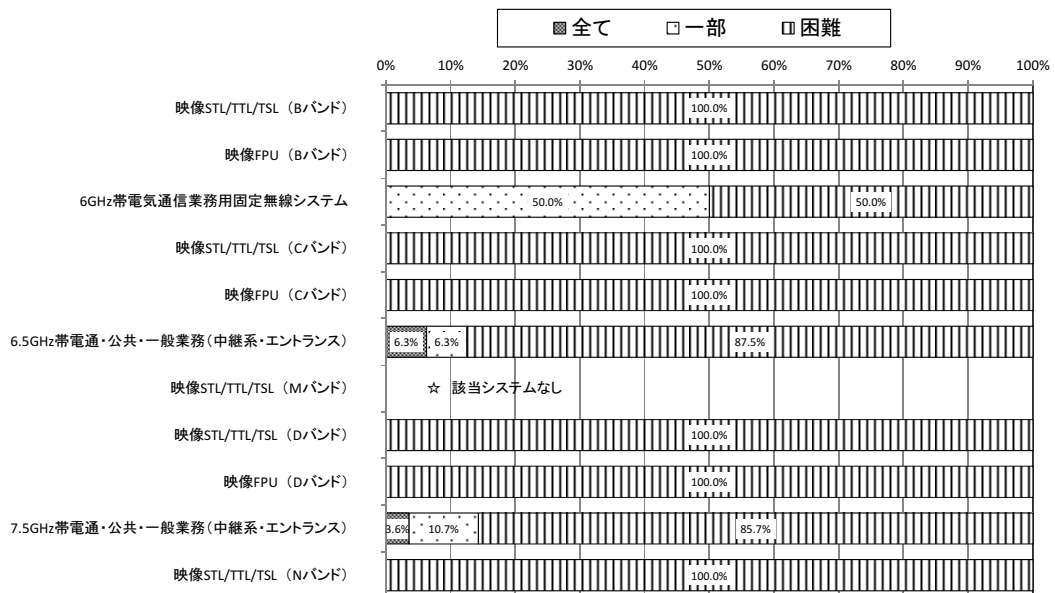 全て 一部 困難
0% 10% 20% 30% 40% 50% 60% 70% 80% 90% 100%
映像STL/TTL/TSL（Bバンド） 100.0%
映像FPU（Bバンド） 100.0%
6GHz帯電気通信業務用固定無線システム 50.0% 50.0%
映像STL/TTL/TSL（Cバンド） 100.0%
映像FPU（Cバンド） 100.0%
6.5GHz帯電通・公共・一般業務（中継系・エントランス） 6.3% 6.3% 87.5%
映像STL/TTL/TSL（Mバンド） ☆ 該当システムなし
映像STL/TTL/TSL（Dバンド） 100.0%
映像FPU（Dバンド） 100.0%
7.5GHz帯電通・公共・一般業務（中継系・エントランス） 3.6% 10.7% 85.7%
映像STL/TTL/TSL（Nバンド） 100.0%